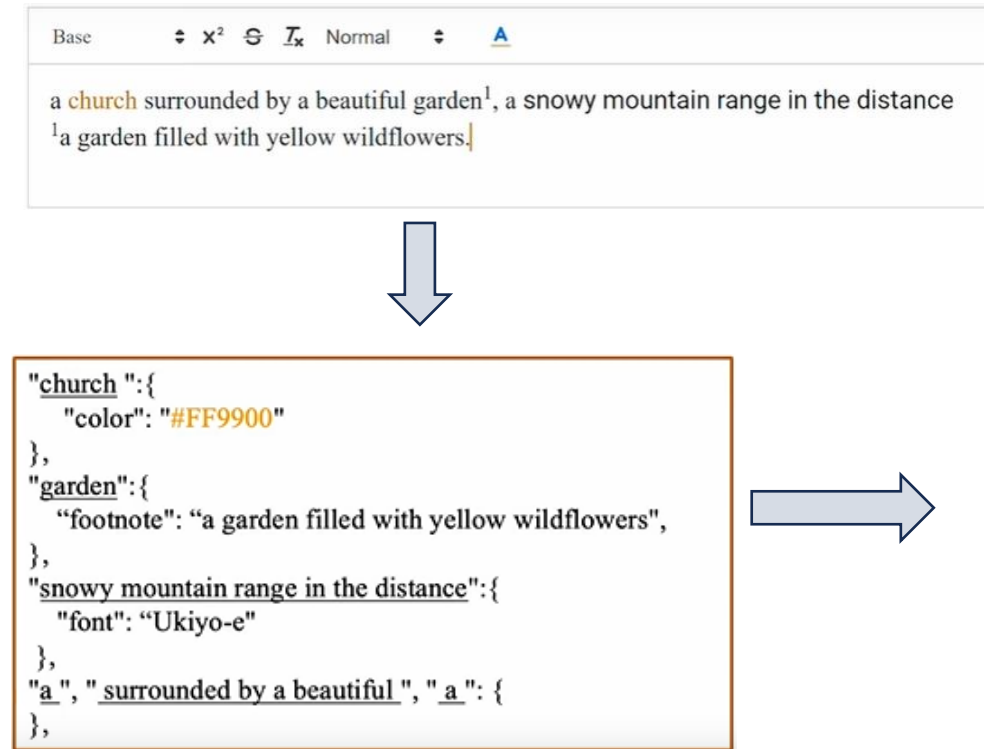 Base X² S Tx Normal A
a church surrounded by a beautiful garden¹, a snowy mountain range in the distance
¹a garden filled with yellow wildflowers.
"church ":{
"color": "#FF9900"
},
"garden":{
“footnote": “a garden filled with yellow wildflowers",
},
"snowy mountain range in the distance":{
"font": “Ukiyo-e"
},
"a ", " surrounded by a beautiful ", " a ": {
},